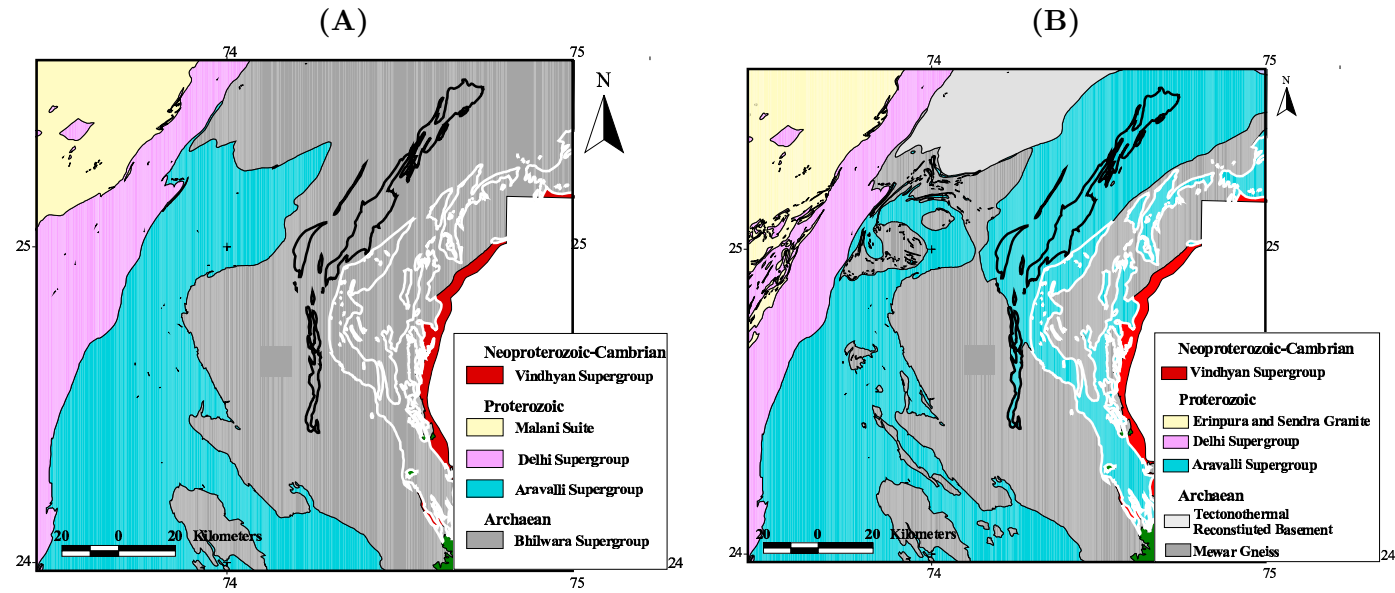 (A)
74
75
N
25
25
Neoproterozoic-Cambrian
Vindhyan Supergroup
Proterozoic
Malani Suite
Delhi Supergroup
Aravalli Supergroup
Archaean
Bhilwara Supergroup
20 0 20 Kilometers
24
24
74
75
(B)
74
75
N
25
25
Neoproterozoic-Cambrian
Vindhyan Supergroup
Proterozoic
Erinpura and Sendra Granite
Delhi Supergroup
Aravalli Supergroup
Archaean
Tectonothermal
Reconstiuted Basement
Mewar Gneiss
20 0 20 Kilometers
24
24
74
75